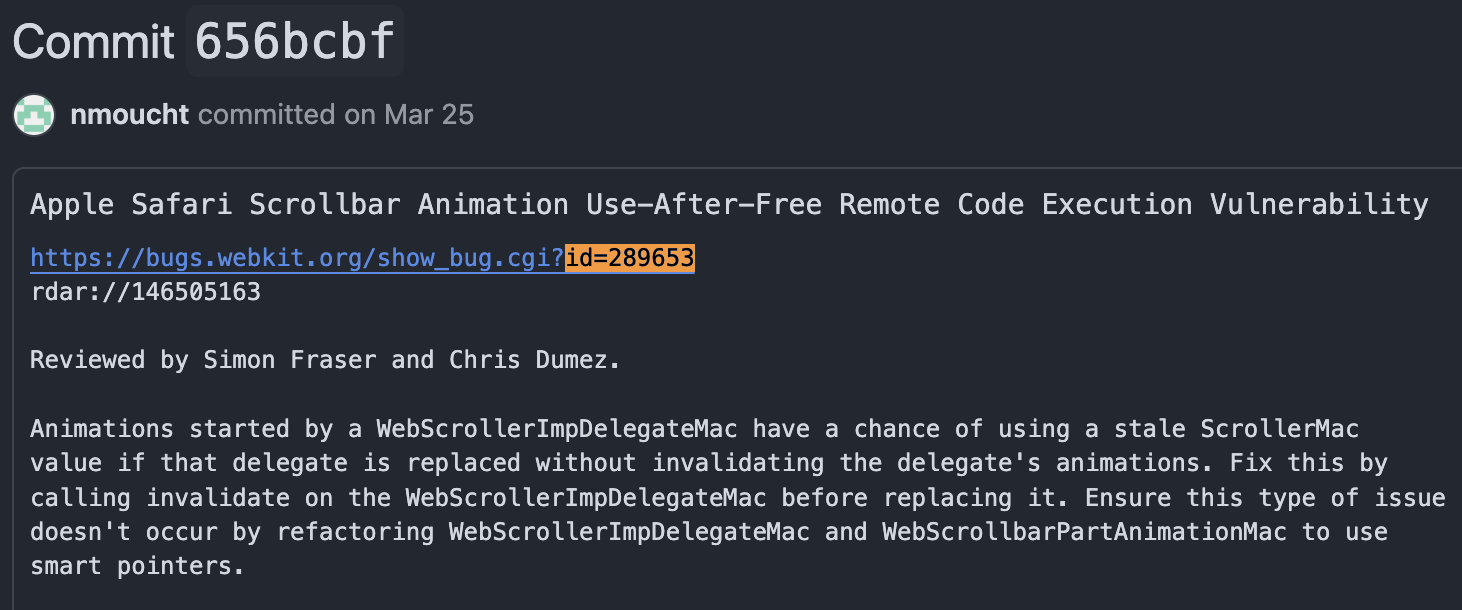 Commit 656bcbf
nmoucht committed on Mar 25
Apple Safari Scrollbar Animation Use-After-Free Remote Code Execution Vulnerability
https://bugs.webkit.org/show_bug.cgi?id=289653
rdar://146505163
Reviewed by Simon Fraser and Chris Dumez.
Animations started by a WebScrollerImpDelegateMac have a chance of using a stale ScrollerMac
value if that delegate is replaced without invalidating the delegate's animations. Fix this by
calling invalidate on the WebScrollerImpDelegateMac before replacing it. Ensure this type of issue
doesn't occur by refactoring WebScrollerImpDelegateMac and WebScrollbarPartAnimationMac to use
smart pointers.